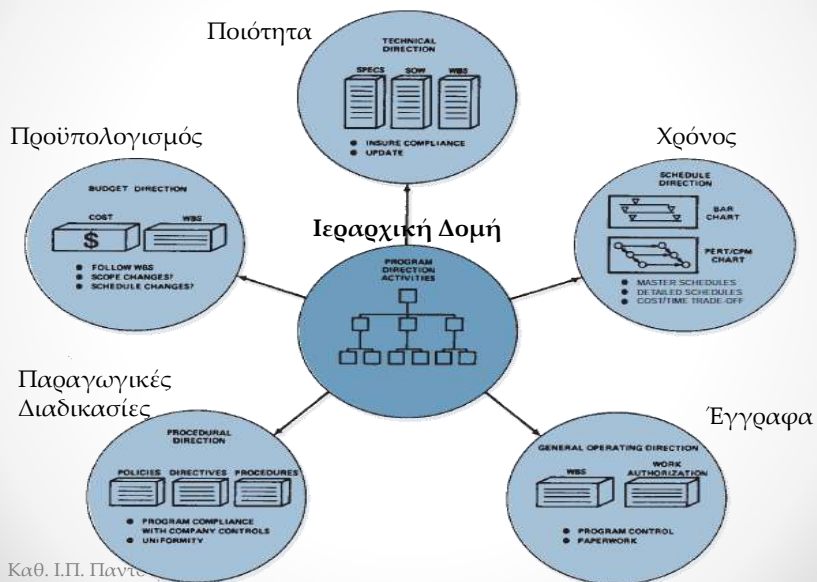 Ποιότητα
TECHNICAL
DIRECTION
SPECS SOW WBS
● INSURE COMPLIANCE
● UPDATE
Προϋπολογισμός
BUDGET DIRECTION
COST WBS
$
● FOLLOW WBS
● SCOPE CHANGES?
● SCHEDULE CHANGES?
Χρόνος
SCHEDULE
DIRECTION
BAR
CHART
PERT/CPM
CHART
● MASTER SCHEDULES
● DETAILED SCHEDULES
● COST/TIME TRADE-OFF
Ιεραρχική Δομή
PROGRAM
DIRECTION
ACTIVITIES
Παραγωγικές
Διαδικασίες
PROCEDURAL
DIRECTION
POLICIES DIRECTIVES PROCEDURES
● PROGRAM COMPLIANCE
WITH COMPANY CONTROLS
● UNIFORMITY
Έγγραφα
GENERAL OPERATING DIRECTION
WBS
WORK
AUTHORIZATION
● PROGRAM CONTROL
● PAPERWORK
Καθ. Ι.Π.